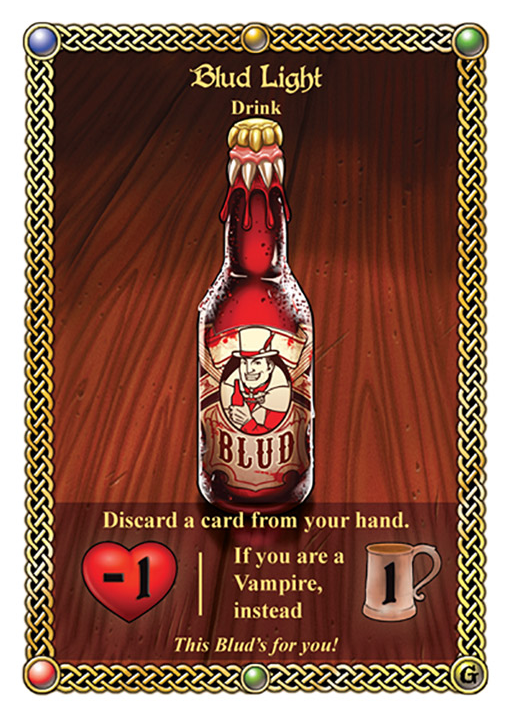 Blud Light
Drink
BLUD
Discard a card from your hand.
-1
If you are a
Vampire,
instead
1
This Blud's for you!
G